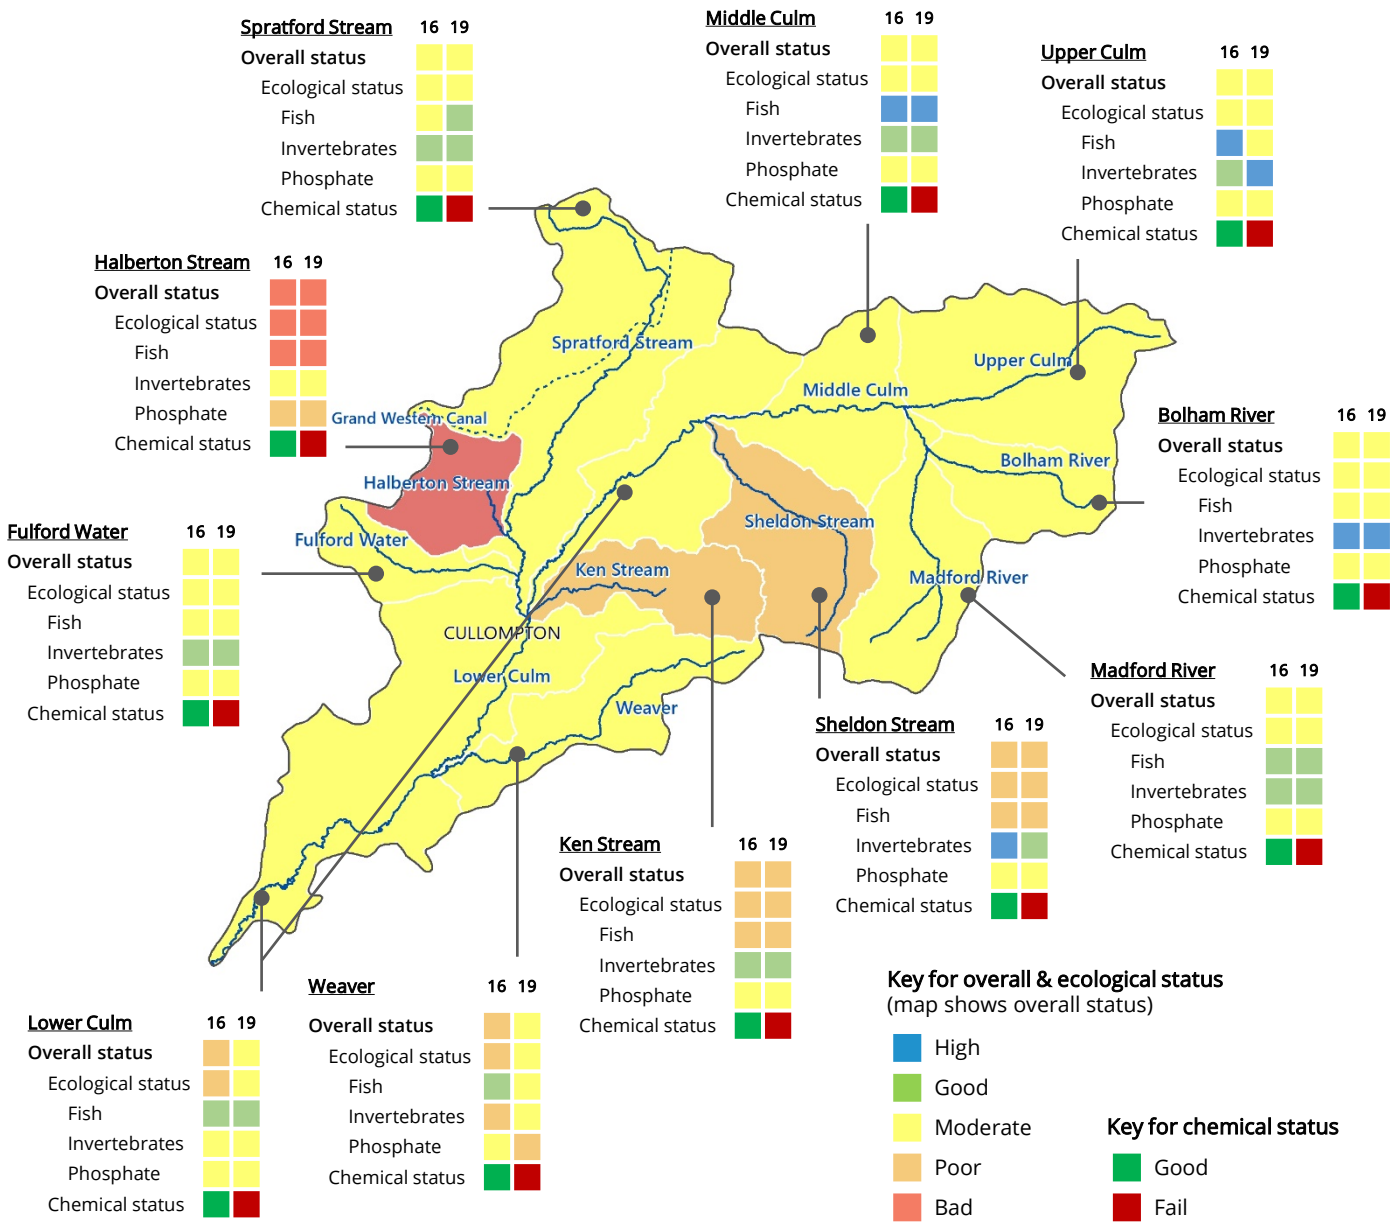 Spratford Stream 16 19
Overall status
Ecological status
Fish
Invertebrates
Phosphate
Chemical status
Middle Culm 16 19
Overall status
Ecological status
Fish
Invertebrates
Phosphate
Chemical status
Upper Culm 16 19
Overall status
Ecological status
Fish
Invertebrates
Phosphate
Chemical status
Halberton Stream 16 19
Overall status
Ecological status
Fish
Invertebrates
Phosphate
Chemical status
Spratford Stream
Upper Culm
Middle Culm
Grand Western Canal
Bolham River
Halberton Stream
Sheldon Stream
Fulford Water
Ken Stream
Madford River
CULLOMPTON
Lower Culm
Weaver
Bolham River 16 19
Overall status
Ecological status
Fish
Invertebrates
Phosphate
Chemical status
Fulford Water 16 19
Overall status
Ecological status
Fish
Invertebrates
Phosphate
Chemical status
Madford River 16 19
Overall status
Ecological status
Fish
Invertebrates
Phosphate
Chemical status
Sheldon Stream 16 19
Overall status
Ecological status
Fish
Invertebrates
Phosphate
Chemical status
Ken Stream 16 19
Overall status
Ecological status
Fish
Invertebrates
Phosphate
Chemical status
Weaver 16 19
Overall status
Ecological status
Fish
Invertebrates
Phosphate
Chemical status
Lower Culm 16 19
Overall status
Ecological status
Fish
Invertebrates
Phosphate
Chemical status
Key for overall & ecological status
(map shows overall status)
High
Good
Moderate
Poor
Bad
Key for chemical status
Good
Fail